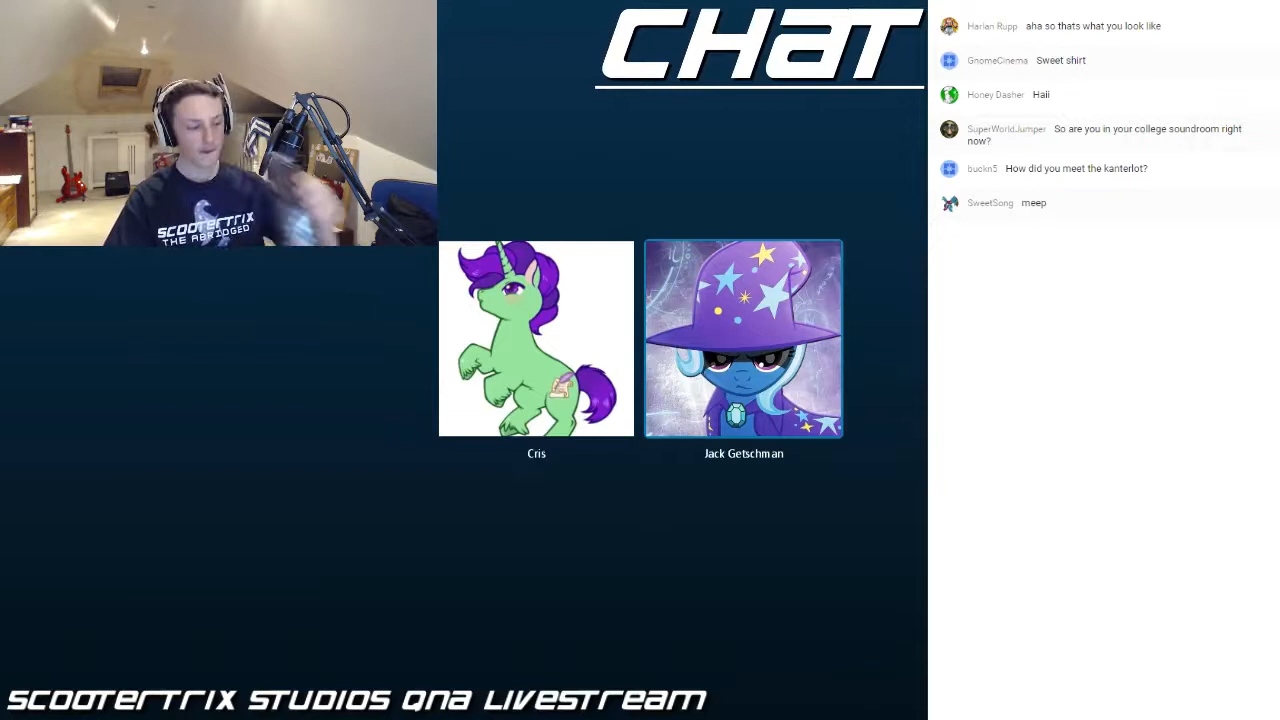 CHaT
SCOOTERTRIX
THE ABRIDGED
Cris
Jack Getschman
SCOOTERTRIX STUDIOS QNA LIVESTREAM
Harlan Rupp aha so thats what you look like
GnomeCinema Sweet shirt
Honey Dasher Haii
SuperWorldJumper So are you in your college soundroom right
now?
buckn5 How did you meet the kanterlot?
SweetSong meep